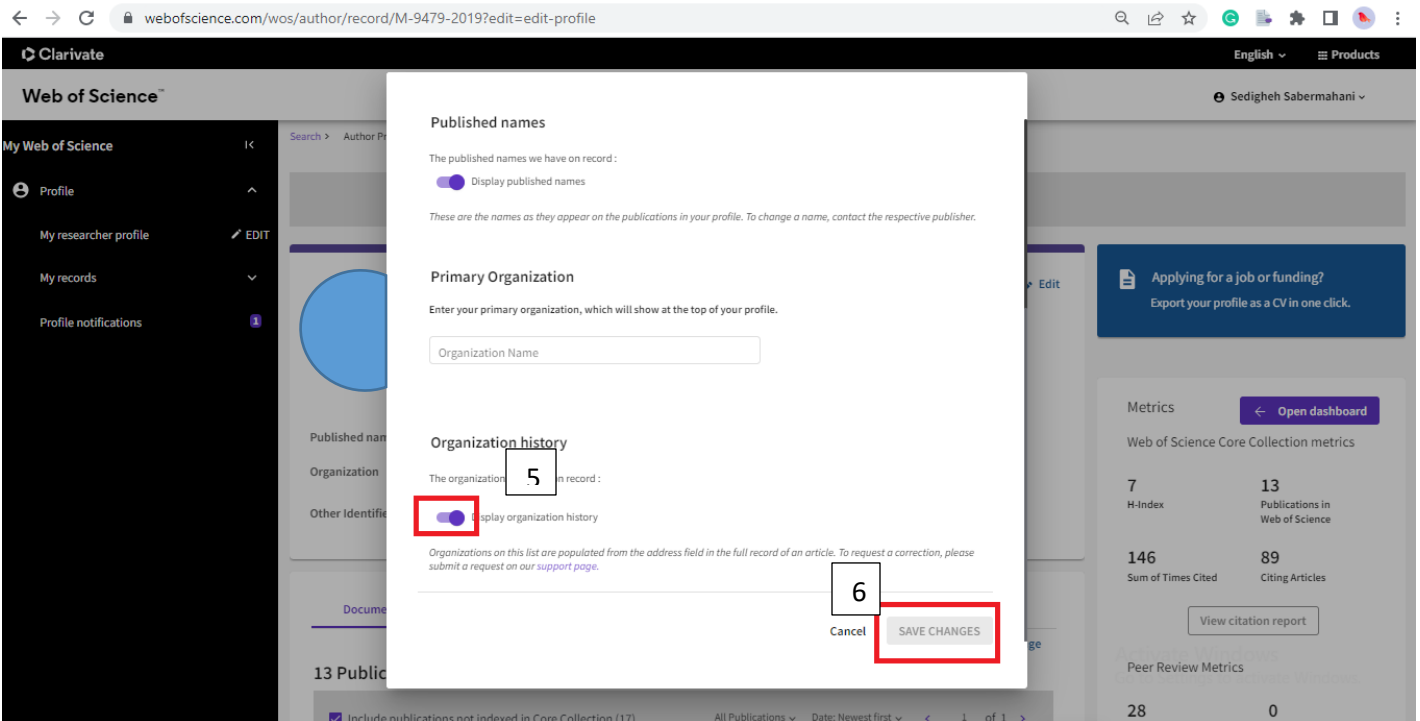 webofscience.com/wos/author/record/M-9479-2019?edit=edit-profile
Clarivate
English
Products
Web of Science™
Sedigheh Sabermahani
My Web of Science
Profile
My researcher profile
EDIT
My records
Profile notifications
1
Search > Author Pr
Published names
The published names we have on record :
Display published names
These are the names as they appear on the publications in your profile. To change a name, contact the respective publisher.
Primary Organization
Enter your primary organization, which will show at the top of your profile.
Organization Name
Organization history
The organization
5
n record :
Display organization history
Organizations on this list are populated from the address field in the full record of an article. To request a correction, please
submit a request on our support page.
6
Cancel
SAVE CHANGES
Edit
Published nam
Organization
Other Identifie
Docume
ge
13 Public
Include publications not indexed in Core Collection (17)
All Publications
Date: Newest first
< 1 of 1 >
Applying for a job or funding?
Export your profile as a CV in one click.
Metrics
Open dashboard
Web of Science Core Collection metrics
7
H-Index
13
Publications in
Web of Science
146
Sum of Times Cited
89
Citing Articles
View citation report
Activate Windows
Peer Review Metrics
28
0